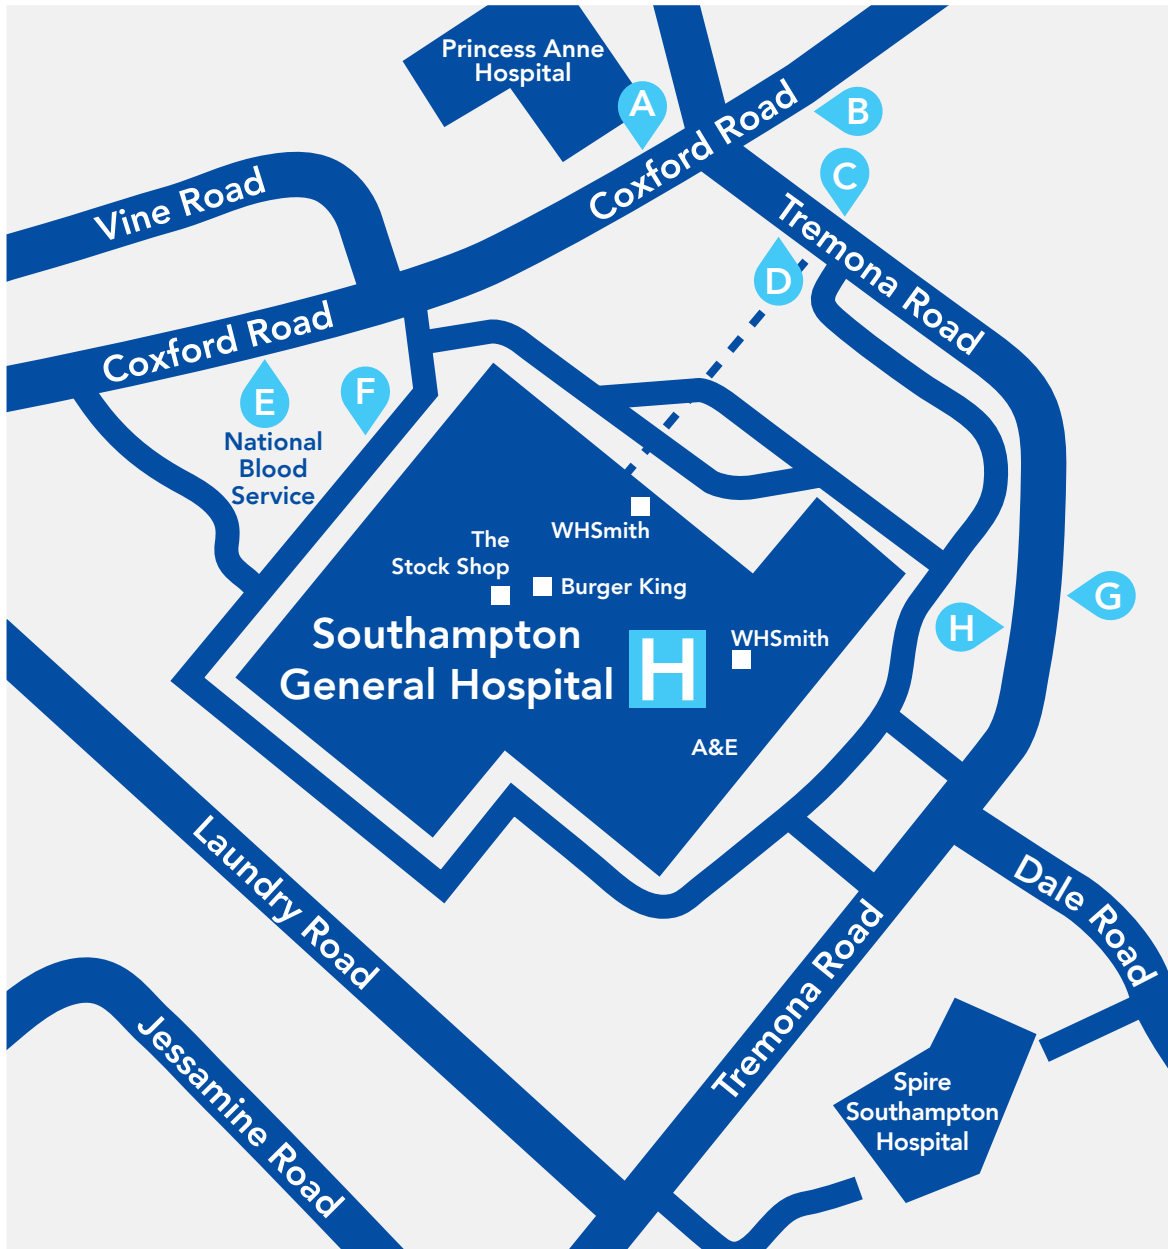 Princess Anne
Hospital
A
B
Coxford Road
C
Vine Road
Tremona Road
D
Coxford Road
E
F
National
Blood
Service
WHSmith
The
Stock Shop
Burger King
G
H
Southampton
General Hospital
H
WHSmith
A&E
Laundry Road
Dale Road
Tremona Road
Jessamine Road
Spire
Southampton
Hospital